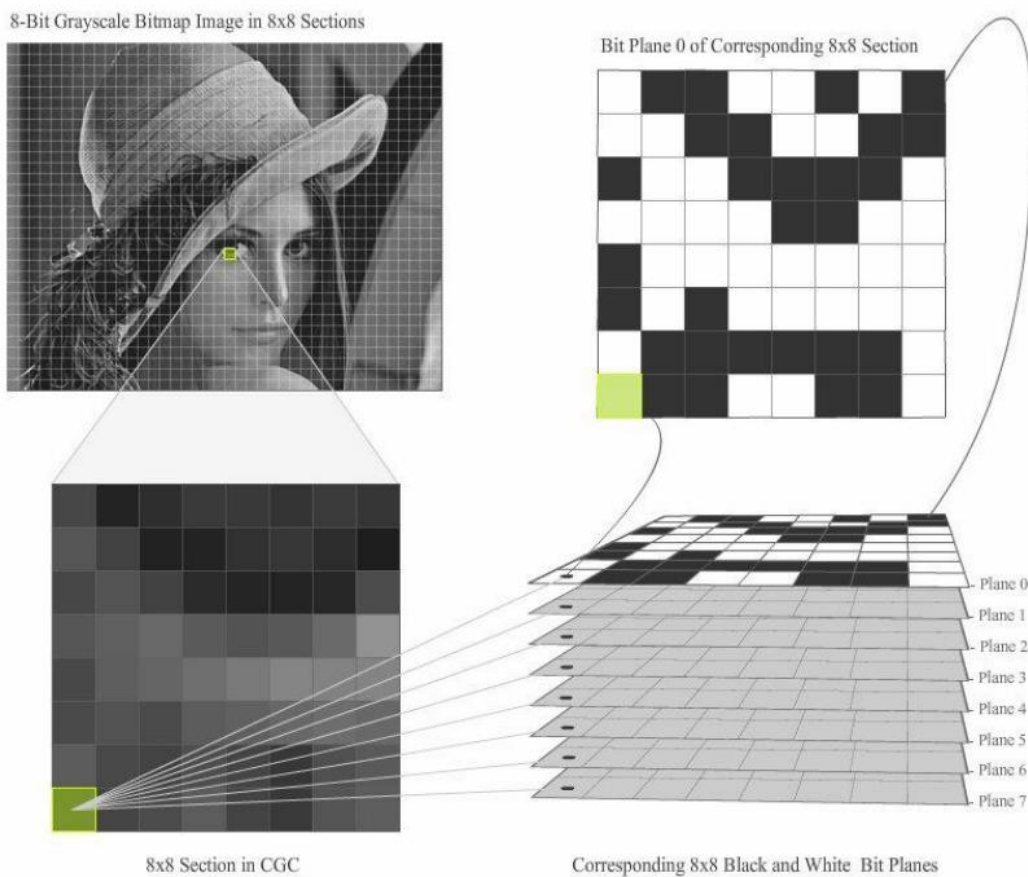 8-Bit Grayscale Bitmap Image in 8x8 Sections
Bit Plane 0 of Corresponding 8x8 Section
- Plane 0
- Plane 1
- Plane 2
- Plane 3
- Plane 4
- Plane 5
- Plane 6
- Plane 7
8x8 Section in CGC
Corresponding 8x8 Black and White Bit Planes